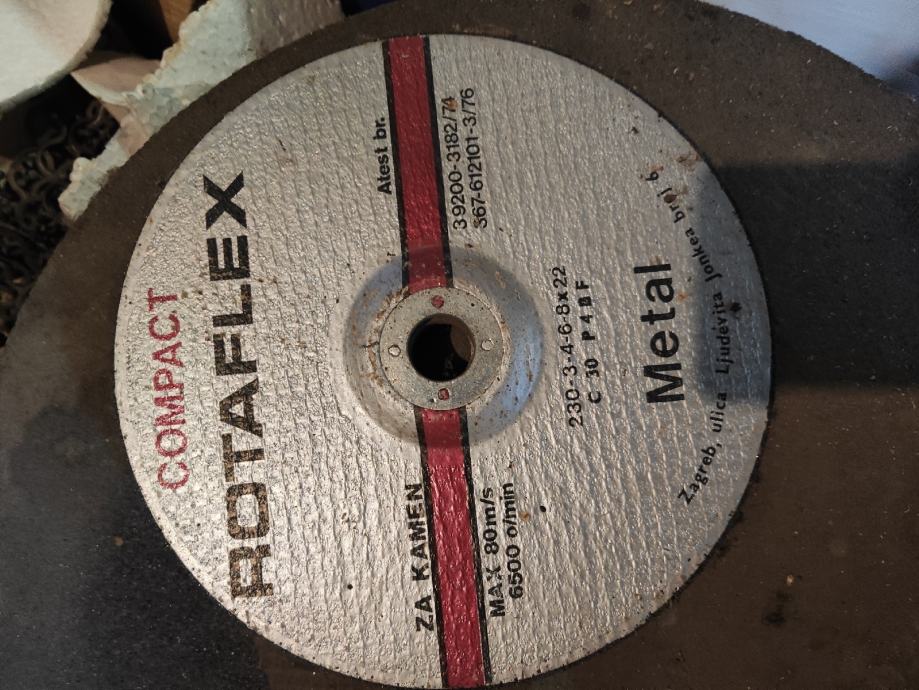 COMPACT
ROTAFLEX
ZA KAMEN
MAX 80m/s
6500 o/min
Atest br.
39200-3182/74
367-612101-3/76
230-3-4-6-8x22
C 30 P 4 B F
Metal
Zagreb, ulica Ljudevita Jonkea broj 6